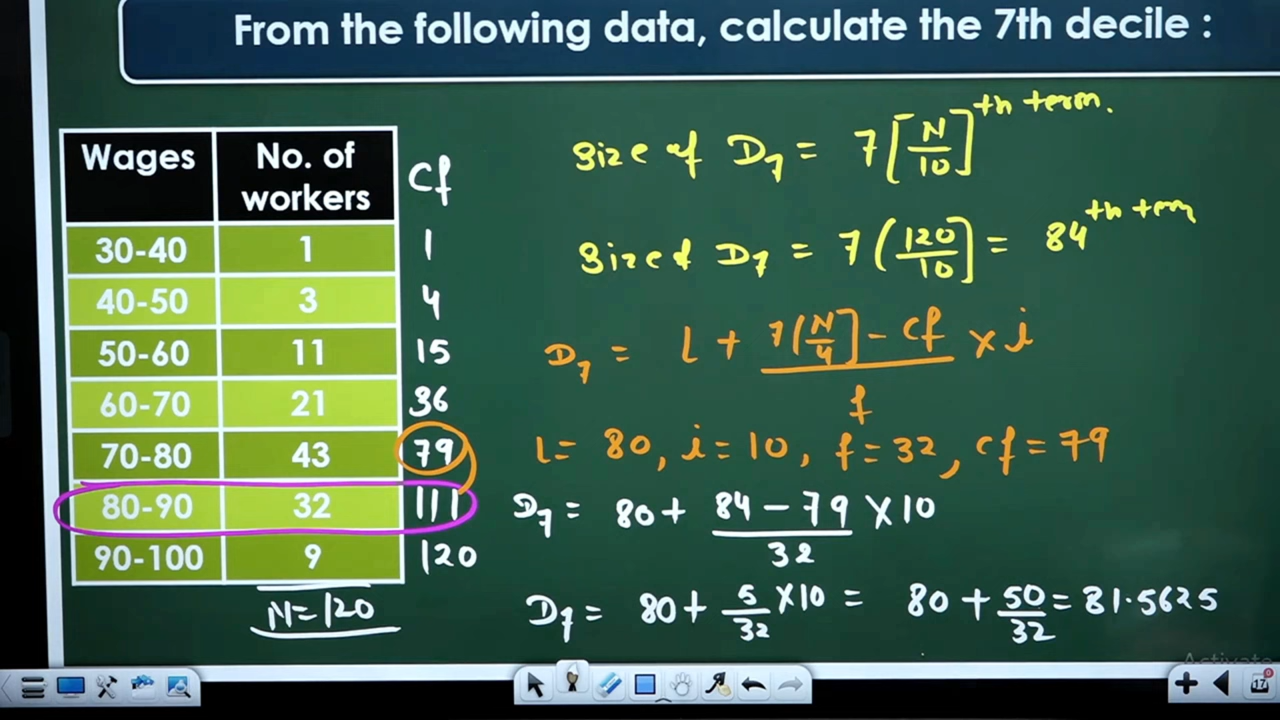 From the following data, calculate the 7th decile :
Wages No. of workers Cf
30-40 1 1
40-50 3 4
50-60 11 15
60-70 21 36
70-80 43 79
80-90 32 111
90-100 9 120
N=120
Size of D7 = 7[N/10]th term.
Size of D7 = 7(120/10] = 84th term
D7 = l + 7(N/4] - cf / f × i
l= 80, i=10, f=32, cf=79
D7 = 80+ 84-79 / 32 ×10
D7 = 80+ 5/32 ×10 = 80 + 50/32 = 81.5625
Activate
17